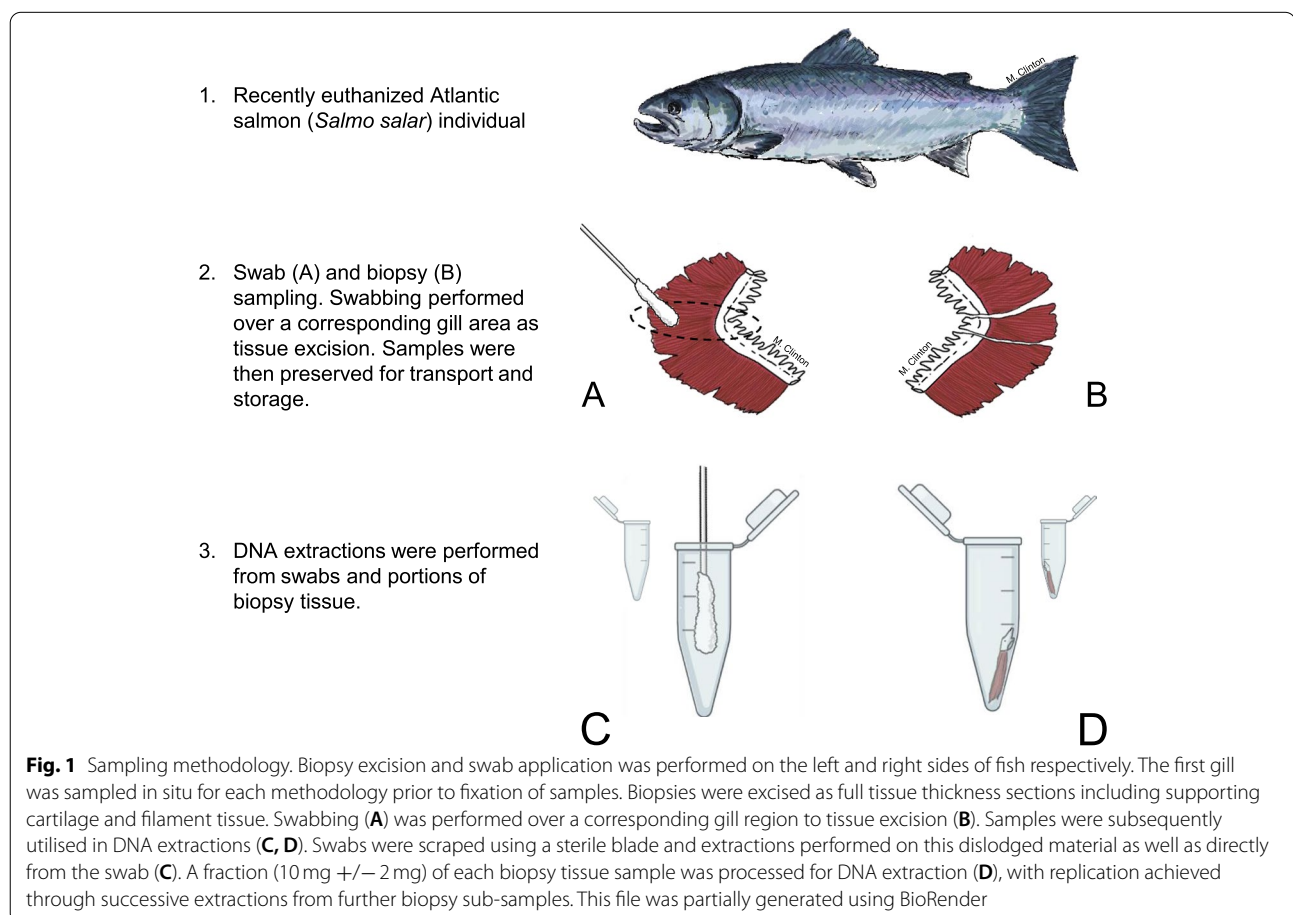 1. Recently euthanized Atlantic
salmon (Salmo salar) individual
M. Clinton
2. Swab (A) and biopsy (B)
sampling. Swabbing performed
over a corresponding gill area as
tissue excision. Samples were
then preserved for transport and
storage.
M. Clinton
A
M. Clinton
B
3. DNA extractions were performed
from swabs and portions of
biopsy tissue.
C
D
Fig. 1 Sampling methodology. Biopsy excision and swab application was performed on the left and right sides of fish respectively. The first gill
was sampled in situ for each methodology prior to fixation of samples. Biopsies were excised as full tissue thickness sections including supporting
cartilage and filament tissue. Swabbing (A) was performed over a corresponding gill region to tissue excision (B). Samples were subsequently
utilised in DNA extractions (C, D). Swabs were scraped using a sterile blade and extractions performed on this dislodged material as well as directly
from the swab (C). A fraction (10 mg +/− 2 mg) of each biopsy tissue sample was processed for DNA extraction (D), with replication achieved
through successive extractions from further biopsy sub-samples. This file was partially generated using BioRender